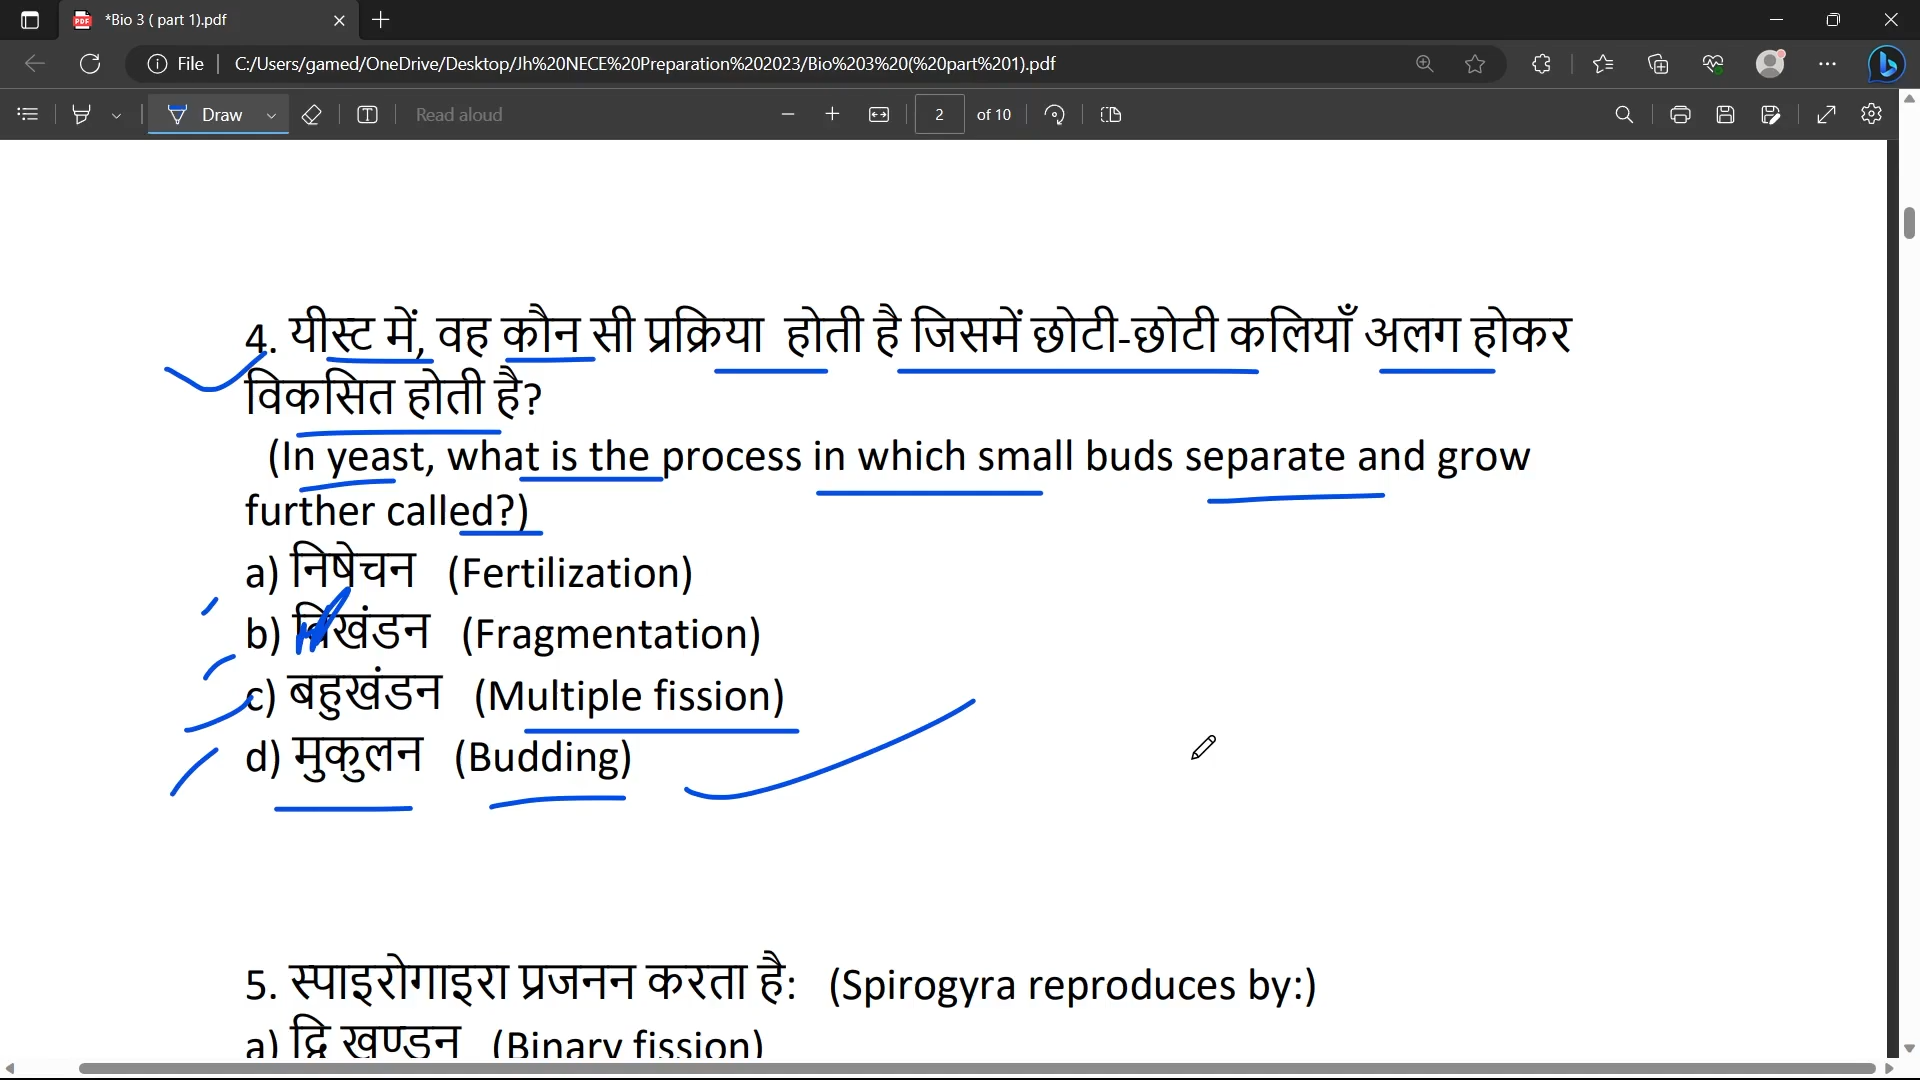 *Bio 3 ( part 1).pdf
File
C:/Users/gamed/OneDrive/Desktop/Jh%20NECE%20Preparation%202023/Bio%203%20(%20part%201).pdf
Draw
Read aloud
2 of 10
4. यीस्ट में, वह कौन सी प्रक्रिया होती है जिसमें छोटी-छोटी कलियाँ अलग होकर
विकसित होती है?
(In yeast, what is the process in which small buds separate and grow
further called?)
a) निषेचन (Fertilization)
b) विखंडन (Fragmentation)
c) बहुखंडन (Multiple fission)
d) मुकुलन (Budding)
5. स्पाइरोगाइरा प्रजनन करता है: (Spirogyra reproduces by:)
a) द्वि खण्डन (Binary fission)